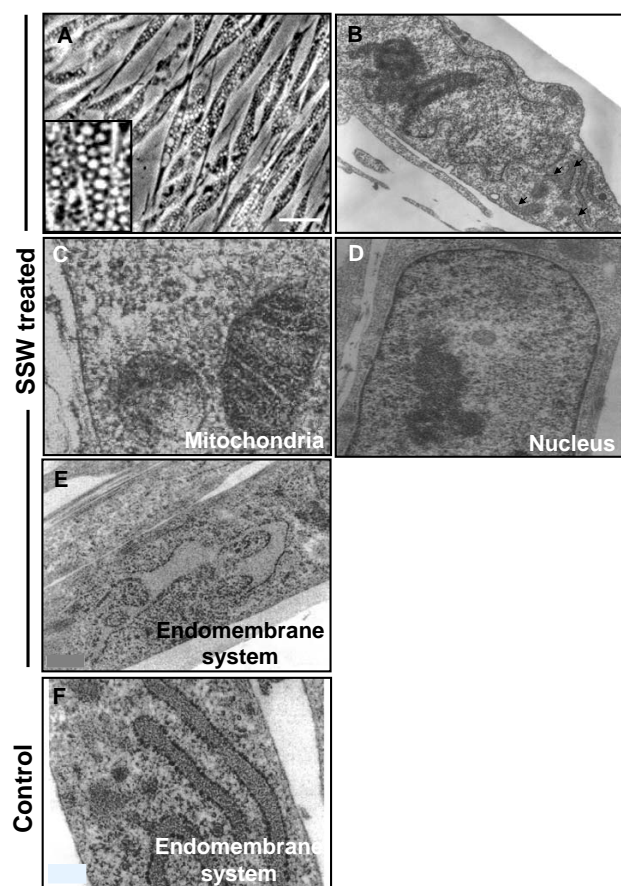 A
B
SSW treated
C
Mitochondria
D
Nucleus
E
Endomembrane
system
Control
F
Endomembrane
system